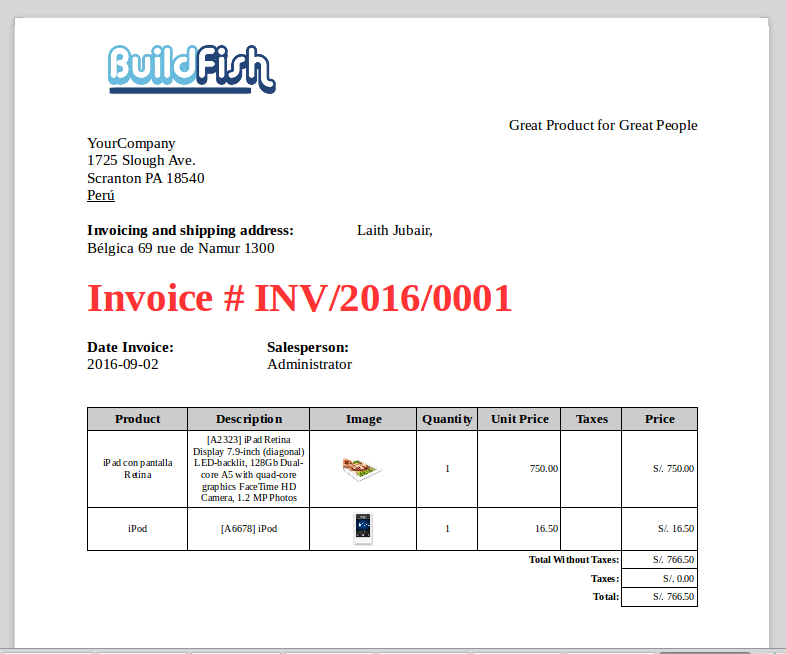 BuildFish
Great Product for Great People
YourCompany
1725 Slough Ave.
Scranton PA 18540
Perú
Invoicing and shipping address: Laith Jubair,
Bélgica 69 rue de Namur 1300
Invoice # INV/2016/0001
Date Invoice: Salesperson:
2016-09-02 Administrator
Product Description Image Quantity Unit Price Taxes Price
iPad con pantalla
Retina
[A2323] iPad Retina
Display 7.9-inch (diagonal)
LED-backlit, 128Gb Dual-
core A5 with quad-core
graphics FaceTime HD
Camera, 1.2 MP Photos
1 750.00 S/. 750.00
iPod [A6678] iPod 1 16.50 S/. 16.50
Total Without Taxes: S/. 766.50
Taxes: S/. 0.00
Total: S/. 766.50